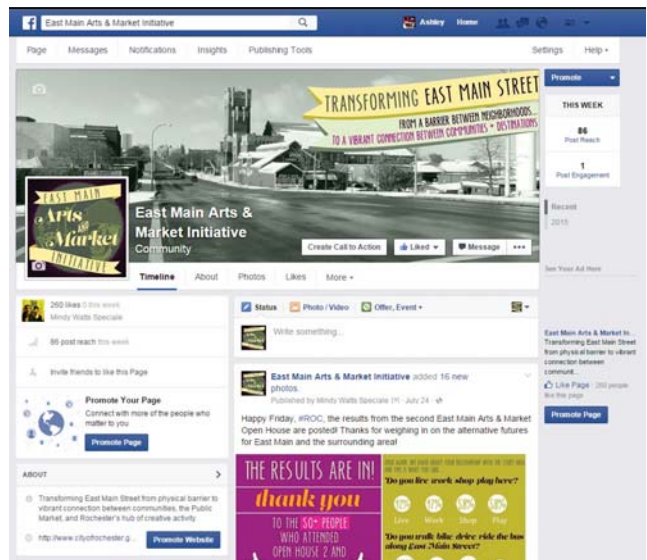 East Main Arts & Market Initiative
Ashley Home
Page Messages Notifications Insights Publishing Tools Settings Help
Promote
THIS WEEK
86
Post Reach
1
Post Engagement
Recent
2015
See Your Ad Here
TRANSFORMING EAST MAIN STREET
FROM A BARRIER BETWEEN NEIGHBORHOODS...
TO A VIBRANT CONNECTION BETWEEN COMMUNITIES + DESTINATIONS
EAST MAIN
Arts
Market
INITIATIVE
East Main Arts &
Market Initiative
Community
Create Call to Action Liked Message
Timeline About Photos Likes More
260 likes 0 this week
Mindy Watts Speciale
86 post reach this week
Invite friends to like this Page
Promote Your Page
Connect with more of the people who
matter to you
Promote Page
ABOUT
Transforming East Main Street from physical barrier to
vibrant connection between communities, the Public
Market, and Rochester's hub of creative activity.
http://www.cityofrochester.g... Promote Website
Status Photo / Video Offer, Event +
Write something...
East Main Arts & Market Initiative added 16 new
photos.
Published by Mindy Watts Speciale July 24
Happy Friday, #ROC, the results from the second East Main Arts & Market
Open House are posted! Thanks for weighing in on the alternative futures
for East Main and the surrounding area!
THE RESULTS ARE IN!
thank you
TO THE 50+ PEOPLE
WHO ATTENDED
OPEN HOUSE 2 AND
Do you live work shop play here?
Live Work Shop Play
Do you walk bike drive ride the bus
along East Main Street?
East Main Arts & Market In...
Transforming East Main Street
from physical barrier to vibrant
connection between
communit...
Like Page · 260 people
like this page
Promote Page